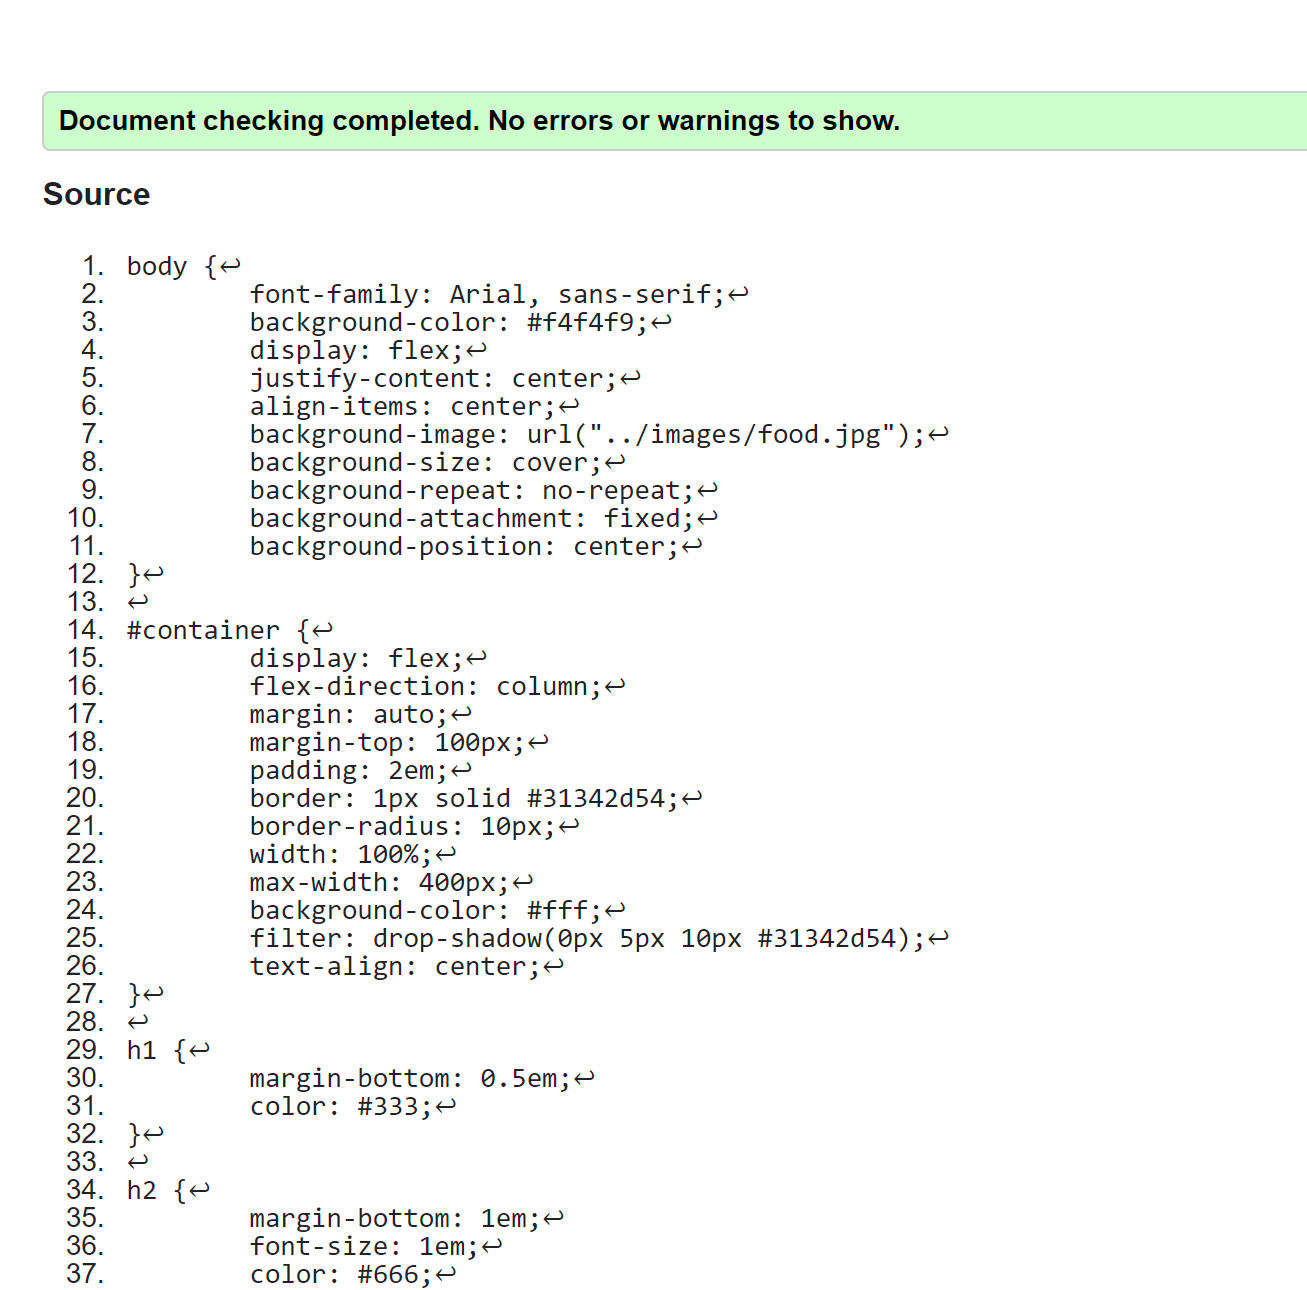 Document checking completed. No errors or warnings to show.
Source
1. body {↩
2. font-family: Arial, sans-serif;↩
3. background-color: #f4f4f9;↩
4. display: flex;↩
5. justify-content: center;↩
6. align-items: center;↩
7. background-image: url("../images/food.jpg");↩
8. background-size: cover;↩
9. background-repeat: no-repeat;↩
10. background-attachment: fixed;↩
11. background-position: center;↩
12. }↩
13. ↩
14. #container {↩
15. display: flex;↩
16. flex-direction: column;↩
17. margin: auto;↩
18. margin-top: 100px;↩
19. padding: 2em;↩
20. border: 1px solid #31342d54;↩
21. border-radius: 10px;↩
22. width: 100%;↩
23. max-width: 400px;↩
24. background-color: #fff;↩
25. filter: drop-shadow(0px 5px 10px #31342d54);↩
26. text-align: center;↩
27. }↩
28. ↩
29. h1 {↩
30. margin-bottom: 0.5em;↩
31. color: #333;↩
32. }↩
33. ↩
34. h2 {↩
35. margin-bottom: 1em;↩
36. font-size: 1em;↩
37. color: #666;↩